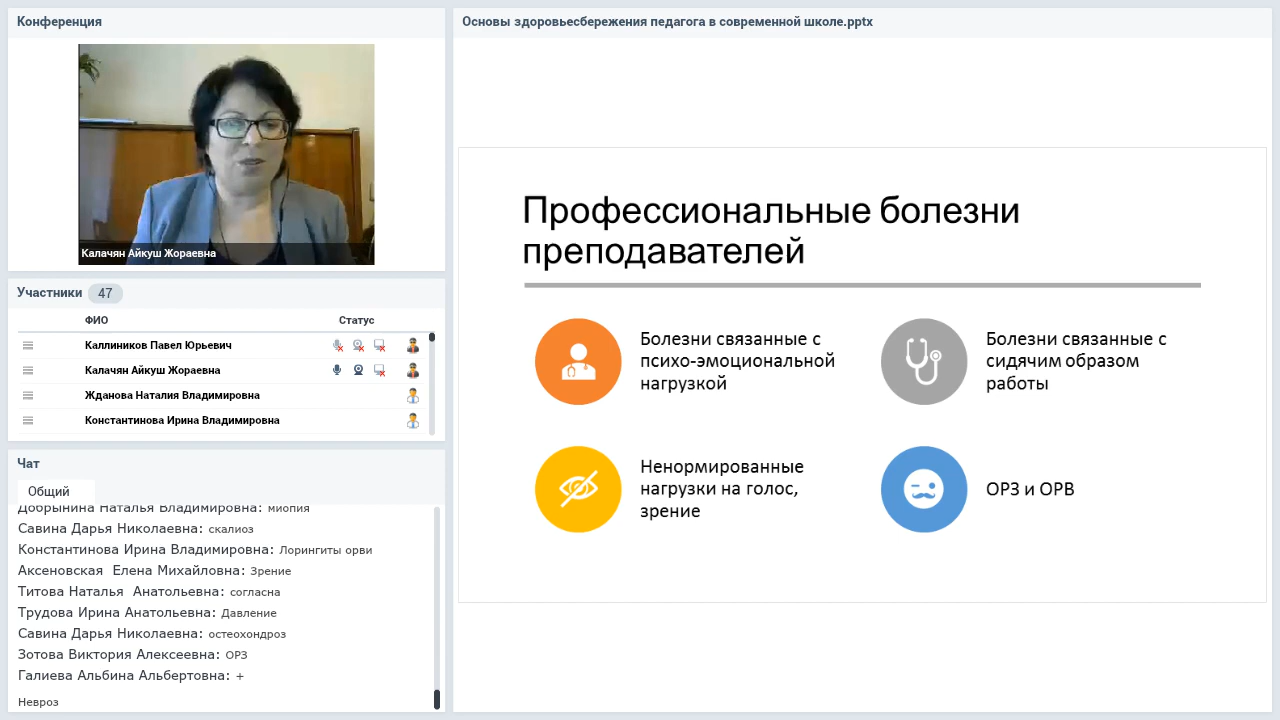 Конференция
Калачян Айкуш Жораевна
Участники 47
ФИО Статус
Каллиников Павел Юрьевич
Калачян Айкуш Жораевна
Жданова Наталия Владимировна
Константинова Ирина Владимировна
Чат
Общий
Добрынина Наталья Владимировна: миопия
Савина Дарья Николаевна: скалиоз
Константинова Ирина Владимировна: Лорингиты орви
Аксеновская Елена Михайловна: Зрение
Титова Наталья Анатольевна: согласна
Трудова Ирина Анатольевна: Давление
Савина Дарья Николаевна: остеохондроз
Зотова Виктория Алексеевна: ОРЗ
Галиева Альбина Альбертовна: +
Невроз
Основы здоровьесбережения педагога в современной школе.pptx
Профессиональные болезни
преподавателей
Болезни связанные с
психо-эмоциональной
нагрузкой
Болезни связанные с
сидячим образом
работы
Ненормированные
нагрузки на голос,
зрение
ОРЗ и ОРВ